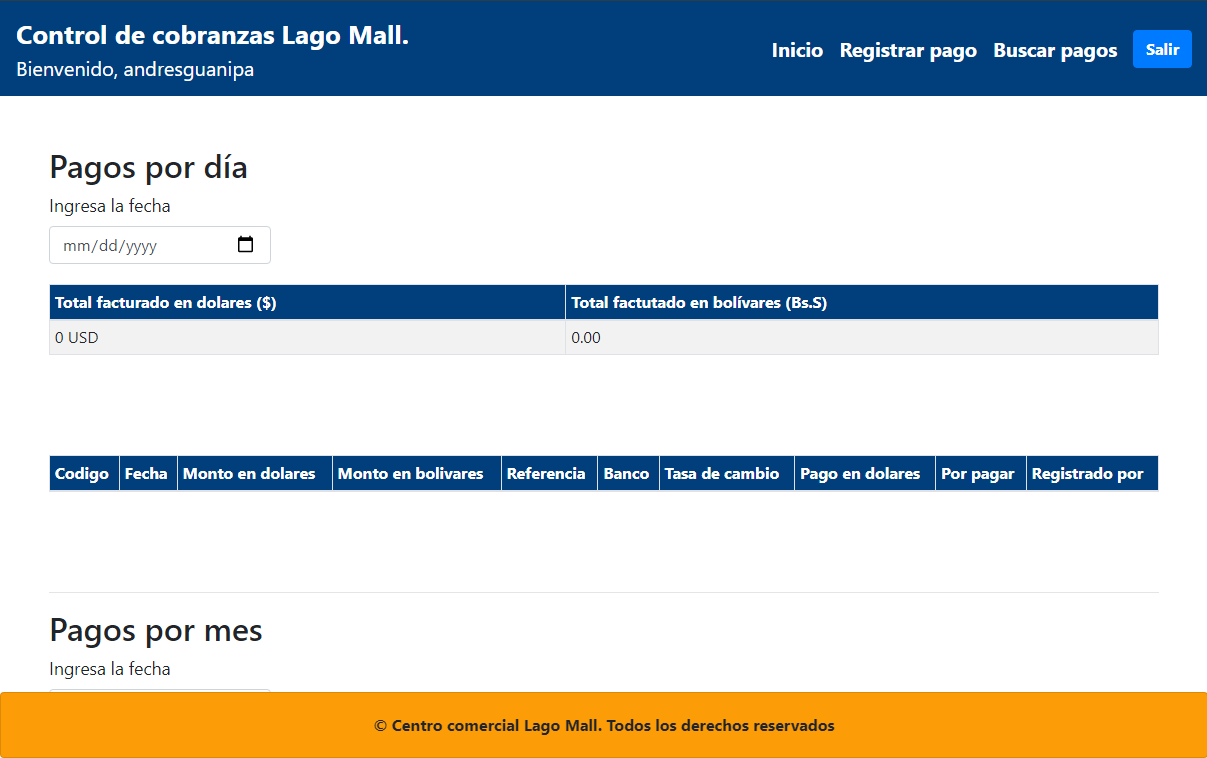 Control de cobranzas Lago Mall.
Bienvenido, andresguanipa
Inicio Registrar pago Buscar pagos Salir
Pagos por día
Ingresa la fecha
mm/dd/yyyy
Total facturado en dolares ($) Total factutado en bolívares (Bs.S)
0 USD 0.00
Codigo Fecha Monto en dolares Monto en bolivares Referencia Banco Tasa de cambio Pago en dolares Por pagar Registrado por
Pagos por mes
Ingresa la fecha
© Centro comercial Lago Mall. Todos los derechos reservados